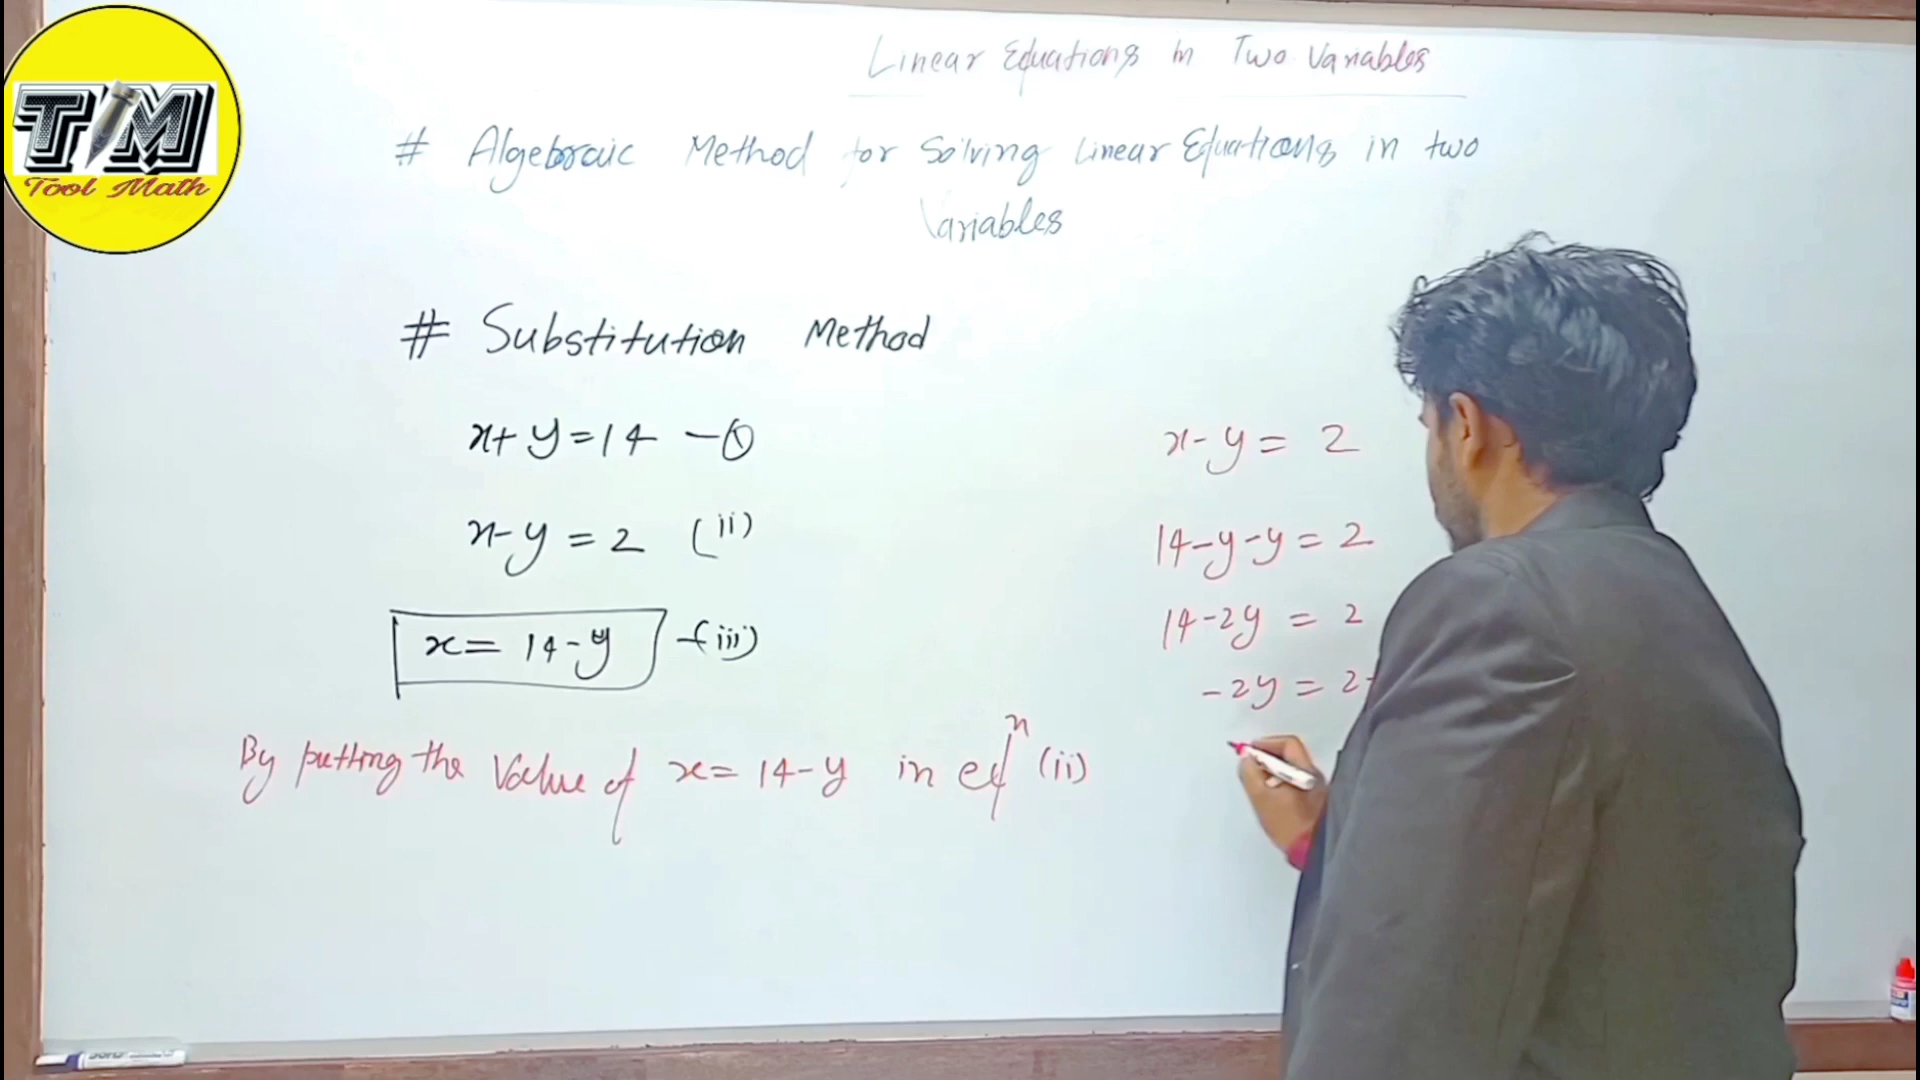 T/M
Tool Math
Linear Equations in Two Variables
# Algebraic Method for Solving Linear Equations in two
Variables
# Substitution Method
x+y=14 -①
x-y=2 (ii)
x=14-y -(iii)
By putting the Value of x=14-y in eqⁿ (ii)
x-y=2
14-y-y=2
14-2y=2
-2y=2-